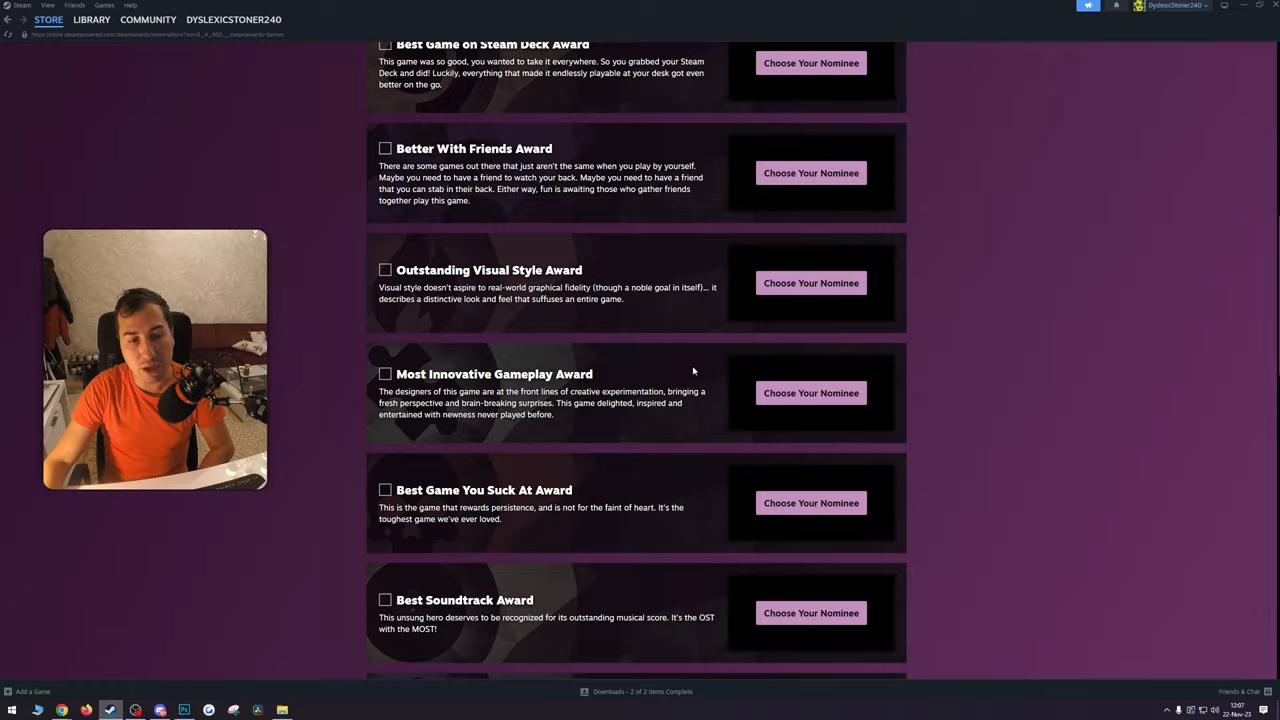 Steam View Friends Games Help
DyslexicStoner240
STORE LIBRARY COMMUNITY DYSLEXICSTONER240
Best Game on Steam Deck Award
This game was so good, you wanted to take it everywhere. So you grabbed your Steam
Deck and did! Luckily, everything that made it endlessly playable at your desk got even
better on the go.
Choose Your Nominee
Better With Friends Award
There are some games out there that just aren't the same when you play by yourself.
Maybe you need to have a friend to watch your back. Maybe you need to have a friend
that you can stab in their back. Either way, fun is awaiting those who gather friends
together play this game.
Choose Your Nominee
Outstanding Visual Style Award
Visual style doesn't aspire to real-world graphical fidelity (though a noble goal in itself)... it
describes a distinctive look and feel that suffuses an entire game.
Choose Your Nominee
Most Innovative Gameplay Award
The designers of this game are at the front lines of creative experimentation, bringing a
fresh perspective and brain-breaking surprises. This game delighted, inspired and
entertained with newness never played before.
Choose Your Nominee
Best Game You Suck At Award
This is the game that rewards persistence, and is not for the faint of heart. It's the
toughest game we've ever loved.
Choose Your Nominee
Best Soundtrack Award
This unsung hero deserves to be recognized for its outstanding musical score. It's the OST
with the MOST!
Choose Your Nominee
Add a Game
Downloads - 2 of 2 Items Complete
Friends & Chat
12:07
22-Nov-23